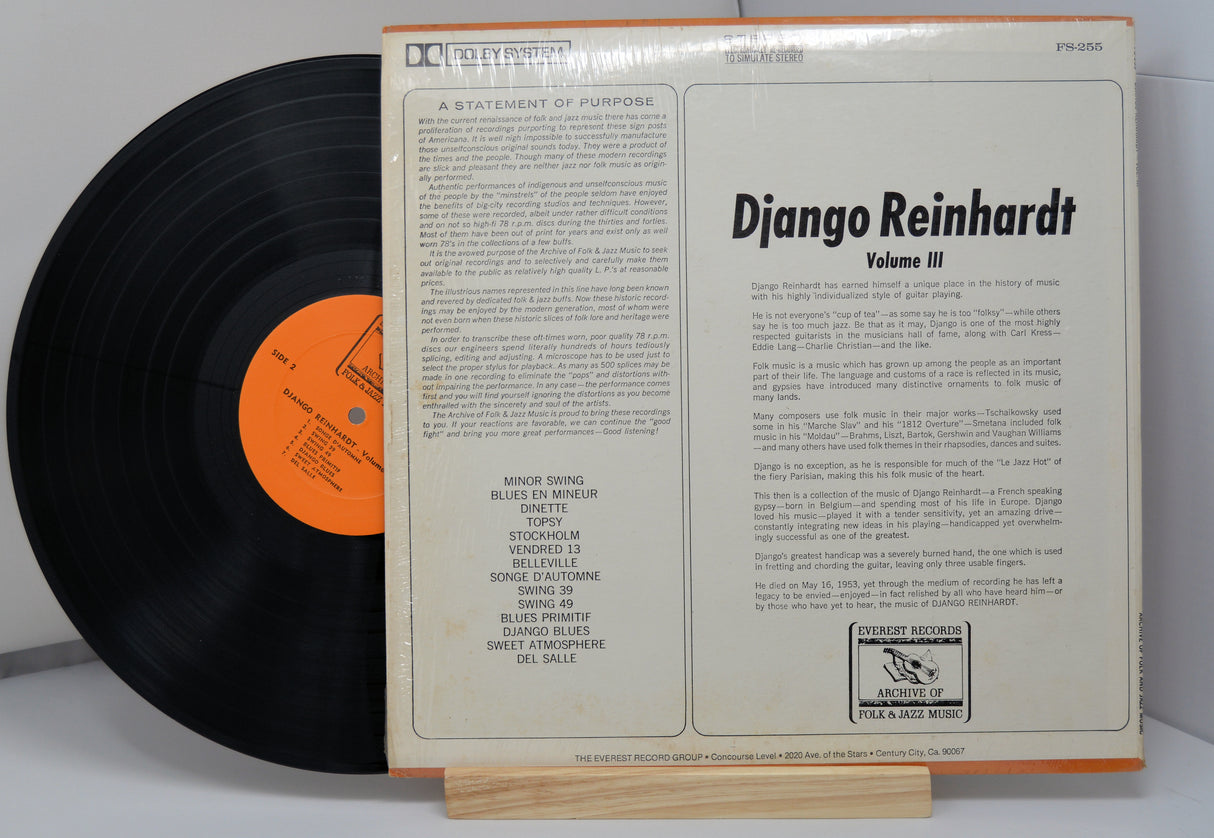 DOLBY SYSTEM
TO SIMULATE STEREO
FS-255
A STATEMENT OF PURPOSE
With the current renaissance of folk and jazz music there has come a
proliferation of recordings purporting to represent these sign posts
of Americana. It is well nigh impossible to successfully manufacture
those unselfconscious original sounds today. They were a product of
the times and the people. Though many of these modern recordings
are slick and pleasant they are neither jazz nor folk music as origin-
ally performed.
Authentic performances of indigenous and unselfconscious music
of the people by the "minstrels" of the people seldom have enjoyed
the benefits of big-city recording studios and techniques. However,
some of these were recorded, albeit under rather difficult conditions
and on not so high-fi 78 r.p.m. discs during the thirties and forties.
Most of them have been out of print for years and exist only as well
worn 78's in the collections of a few buffs.
It is the avowed purpose of the Archive of Folk & Jazz Music to seek
out original recordings and to selectively and carefully make them
available to the public as relatively high quality L. P.'s at reasonable
prices.
The illustrious names represented in this line have long been known
and revered by dedicated folk & jazz buffs. Now these historic record-
ings may be enjoyed by the modern generation, most of whom were
not even born when these historic slices of folk lore and heritage were
performed.
In order to transcribe these oft-times worn, poor quality 78 r.p.m.
discs our engineers spend literally hundreds of hours tediously
splicing, editing and adjusting. A microscope has to be used just to
select the proper stylus for playback. As many as 500 splices may be
made in one recording to eliminate the "pops" and distortions with-
out impairing the performance. In any case—the performance comes
first and you will find yourself ignoring the distortions as you become
enthralled with the sincerety and soul of the artists.
The Archive of Folk & Jazz Music is proud to bring these recordings
to you. If your reactions are favorable, we can continue the "good
fight" and bring you more great performances—Good listening!
MINOR SWING
BLUES EN MINEUR
DINETTE
TOPSY
STOCKHOLM
VENDRED 13
BELLEVILLE
SONGE D'AUTOMNE
SWING 39
SWING 49
BLUES PRIMITIF
DJANGO BLUES
SWEET ATMOSPHERE
DEL SALLE
Django Reinhardt
Volume III
Django Reinhardt has earned himself a unique place in the history of music
with his highly individualized style of guitar playing.
He is not everyone's "cup of tea"—as some say he is too "folksy"—while others
say he is too much jazz. Be that as it may, Django is one of the most highly
respected guitarists in the musicians hall of fame, along with Carl Kress—
Eddie Lang—Charlie Christian—and the like.
Folk music is a music which has grown up among the people as an important
part of their life. The language and customs of a race is reflected in its music,
and gypsies have introduced many distinctive ornaments to folk music of
many lands.
Many composers use folk music in their major works—Tschaikowsky used
some in his "Marche Slav" and his "1812 Overture"—Smetana included folk
music in his "Moldau"—Brahms, Liszt, Bartok, Gershwin and Vaughan Williams
—and many others have used folk themes in their rhapsodies, dances and suites.
Django is no exception, as he is responsible for much of the "Le Jazz Hot" of
the fiery Parisian, making this his folk music of the heart.
This then is a collection of the music of Django Reinhardt—a French speaking
gypsy—born in Belgium—and spending most of his life in Europe. Django
loved his music—played it with a tender sensitivity, yet an amazing drive—
constantly integrating new ideas in his playing—handicapped yet overwhelm-
ingly successful as one of the greatest.
Django's greatest handicap was a severely burned hand, the one which is used
in fretting and chording the guitar, leaving only three usable fingers.
He died on May 16, 1953, yet through the medium of recording he has left a
legacy to be envied—enjoyed—in fact relished by all who have heard him—or
by those who have yet to hear, the music of DJANGO REINHARDT.
EVEREST RECORDS
ARCHIVE OF
FOLK & JAZZ MUSIC
THE EVEREST RECORD GROUP • Concourse Level • 2020 Ave. of the Stars • Century City, Ca. 90067
SIDE 2
ARCHIVE OF
FOLK & JAZZ
DJANGO REINHARDT - Volume
1. SONGE D'AUTOMNE
2. SWING 39
3. SWING 49
4. BLUES PRIMITIF
5. DJANGO BLUES
6. SWEET ATMOSPHERE
7. DEL SALLE
ARCHIVE OF FOLK AND JAZZ MUSIC